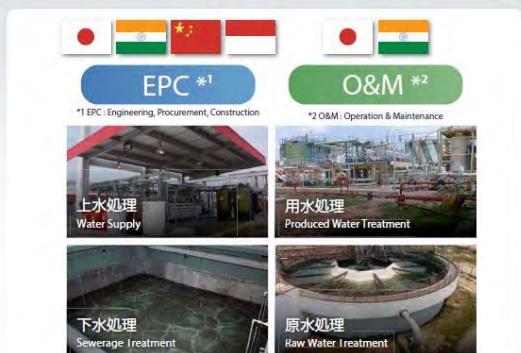 EPC *1
O&M *2
*1 EPC : Engineering, Procurement, Construction
*2 O&M : Operation & Maintenance
上水処理
Water Supply
用水処理
Produced Water Treatment
下水処理
Sewerage Treatment
原水処理
Raw Water Treatment